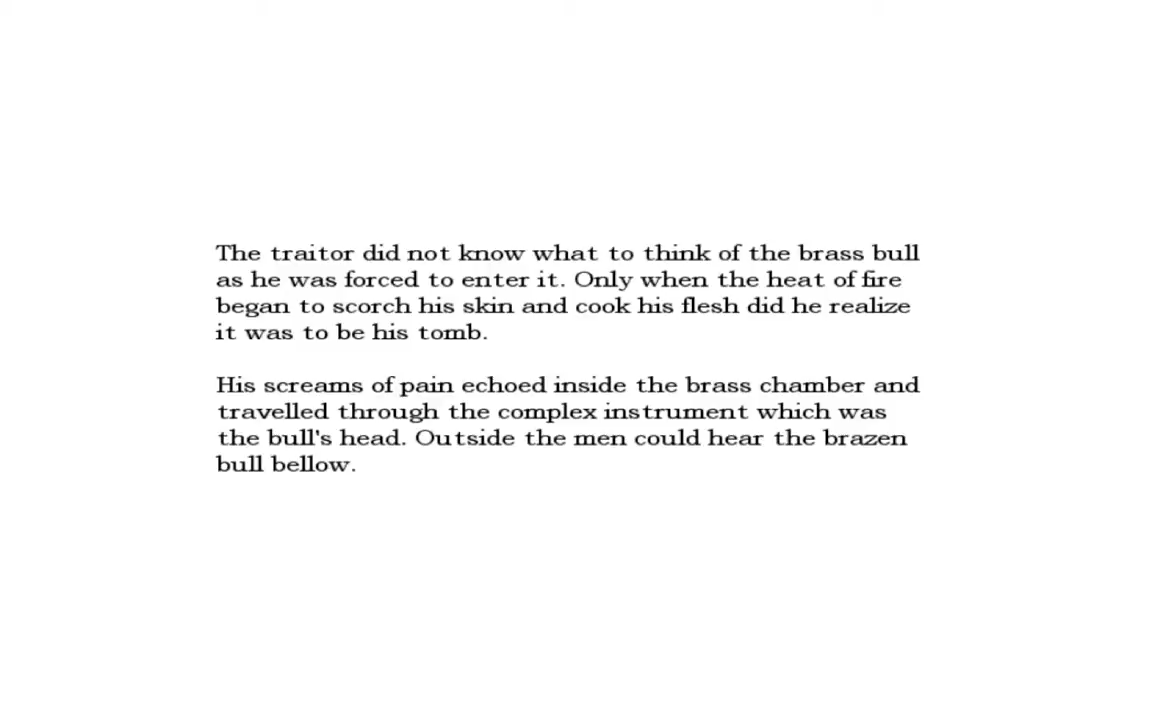 The traitor did not know what to think of the brass bull
as he was forced to enter it. Only when the heat of fire
began to scorch his skin and cook his flesh did he realize
it was to be his tomb.
His screams of pain echoed inside the brass chamber and
travelled through the complex instrument which was
the bull's head. Outside the men could hear the brazen
bull bellow.